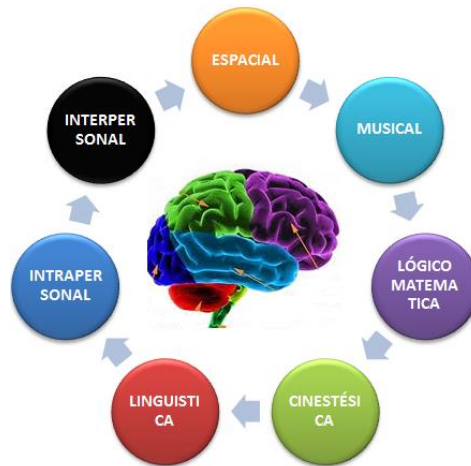 ESPACIAL
MUSICAL
LÓGICO
MATEMA
TICA
CINESTÉSI
CA
LINGUISTI
CA
INTRAPER
SONAL
INTERPER
SONAL